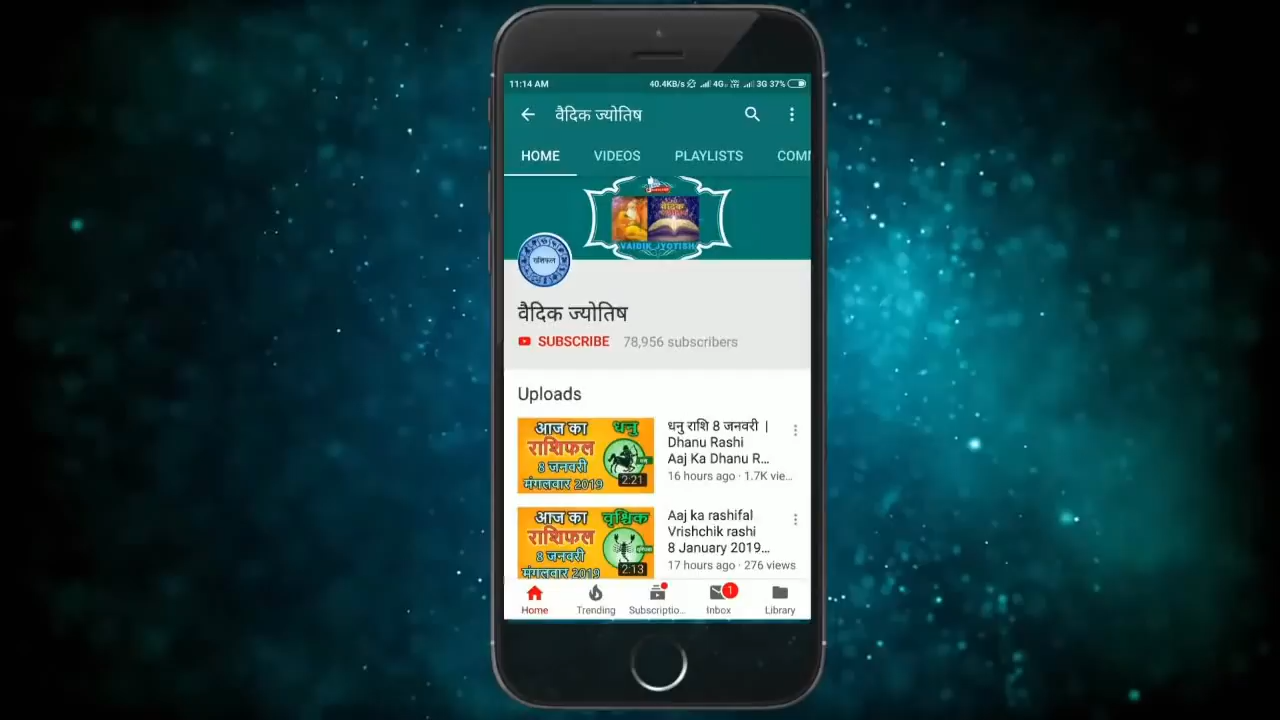 11:14 AM
40.4KB/s 4G 3G 37%
वैदिक ज्योतिष
HOME VIDEOS PLAYLISTS COMM
वैदिक
VAIDIK JYOTISH
राशिफल
वैदिक ज्योतिष
SUBSCRIBE 78,956 subscribers
Uploads
आज का धनु
राशिफल
8 जनवरी
मंगलवार 2019
2:21
धनु राशि 8 जनवरी |
Dhanu Rashi
Aaj Ka Dhanu R...
16 hours ago · 1.7K vie...
आज का वृश्चिक
राशिफल
8 जनवरी
मंगलवार 2019
2:13
Aaj ka rashifal
Vrishchik rashi
8 January 2019...
17 hours ago · 276 views
Home Trending Subscriptio... Inbox 1 Library